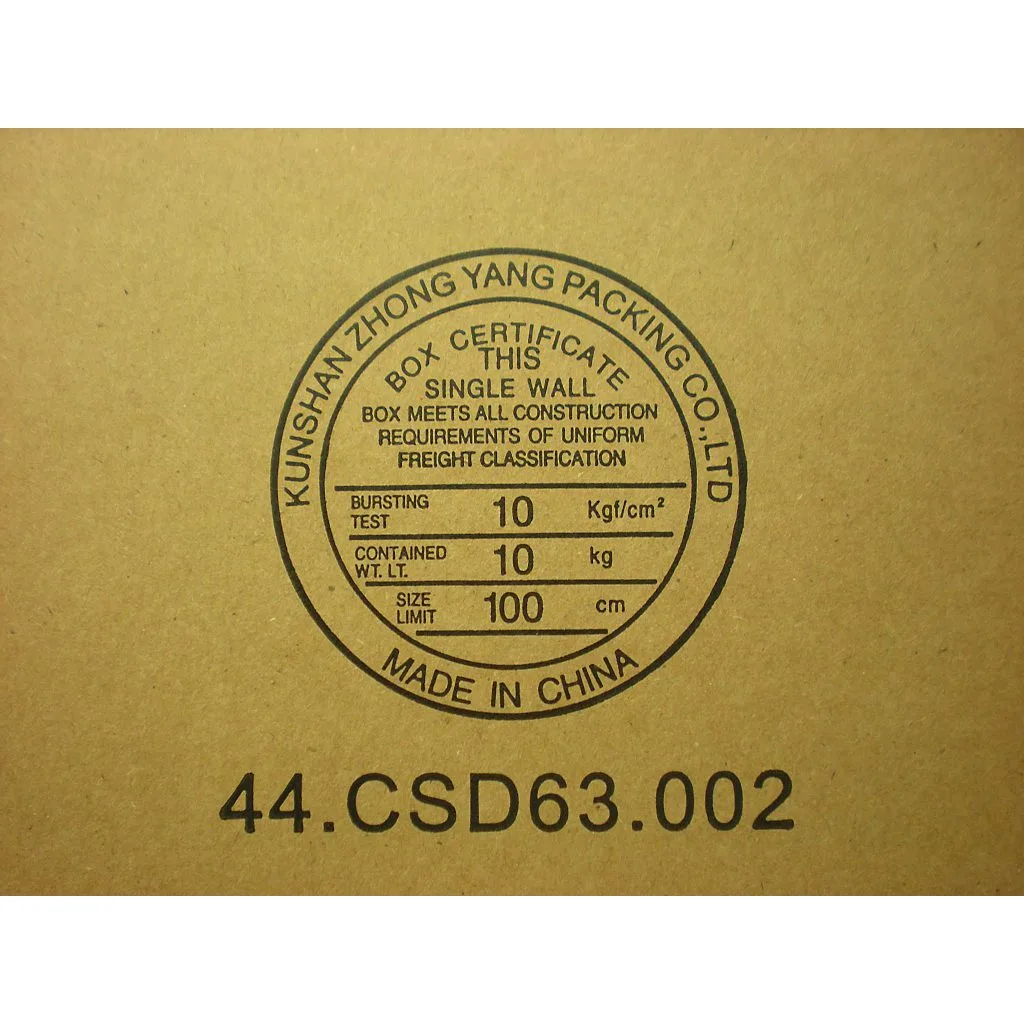 KUNSHAN ZHONG YANG PACKING CO.,LTD
BOX CERTIFICATE
THIS
SINGLE WALL
BOX MEETS ALL CONSTRUCTION
REQUIREMENTS OF UNIFORM
FREIGHT CLASSIFICATION
BURSTING TEST 10 Kgf/cm²
CONTAINED WT. LT. 10 kg
SIZE LIMIT 100 cm
MADE IN CHINA
44.CSD63.002